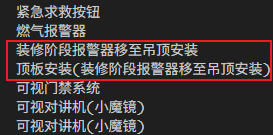 紧急求救按钮
燃气报警器
装修阶段报警器移至吊顶安装
顶板安装(装修阶段报警器移至吊顶安装)
可视门禁系统
可视对讲机(小魔镜)
可视对讲机(小魔镜)